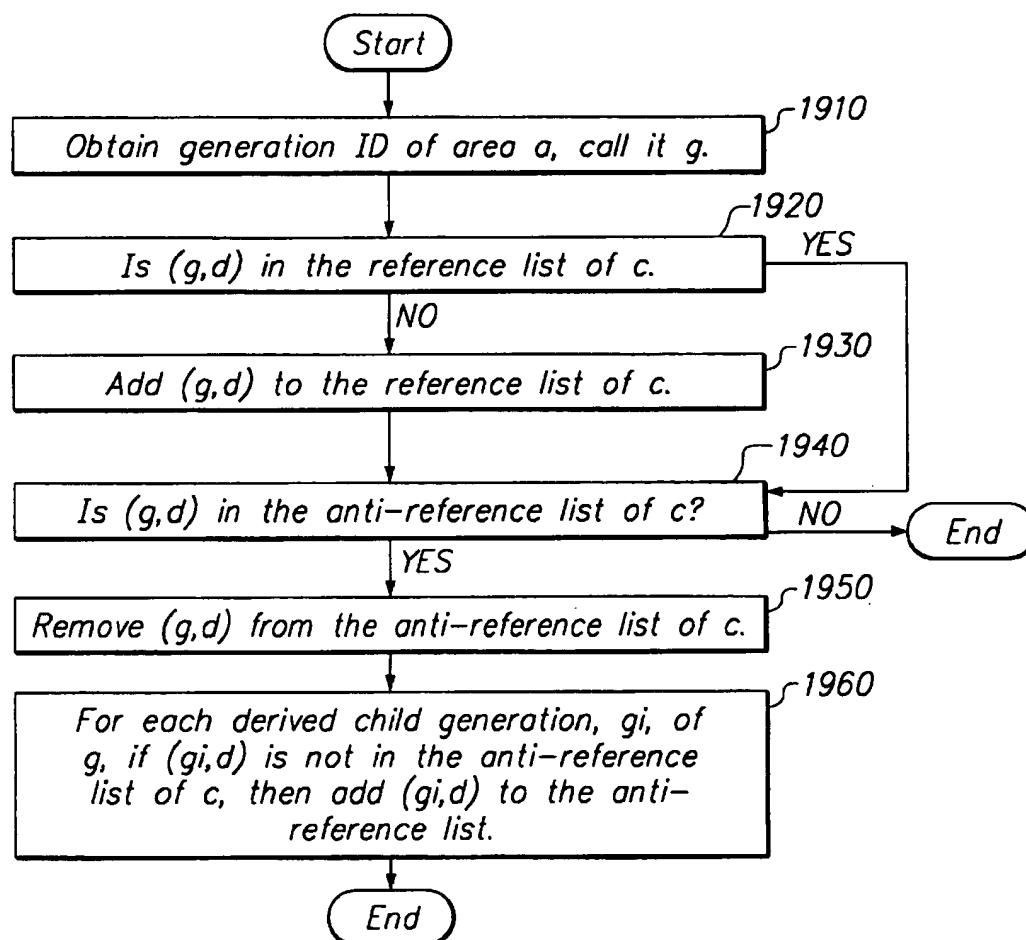 Start
1910
Obtain generation ID of area a, call it g.
1920
Is (g,d) in the reference list of c.
YES
NO
1930
Add (g,d) to the reference list of c.
1940
Is (g,d) in the anti-reference list of c?
NO
End
YES
1950
Remove (g,d) from the anti-reference list of c.
1960
For each derived child generation, gi, of
g, if (gi,d) is not in the anti-reference
list of c, then add (gi,d) to the anti-
reference list.
End